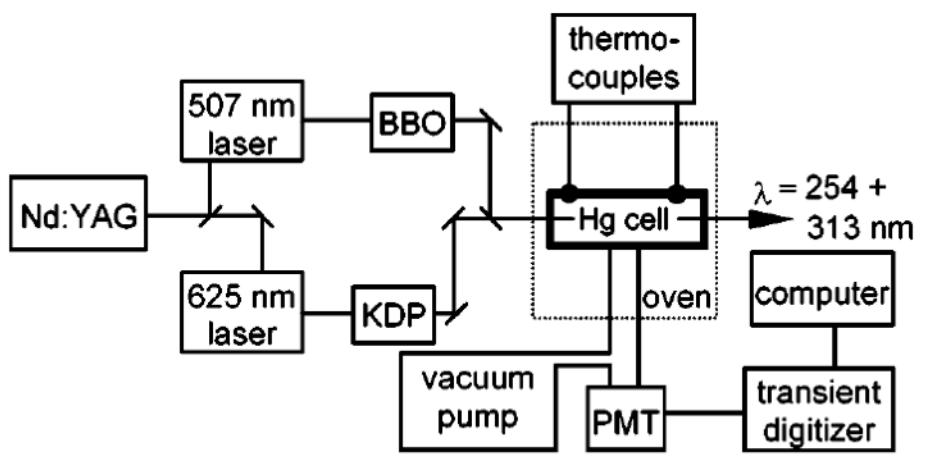 thermo-
couples
507 nm
laser
BBO
Nd:YAG
Hg cell
λ = 254 +
313 nm
625 nm
laser
KDP
oven
computer
vacuum
pump
PMT
transient
digitizer